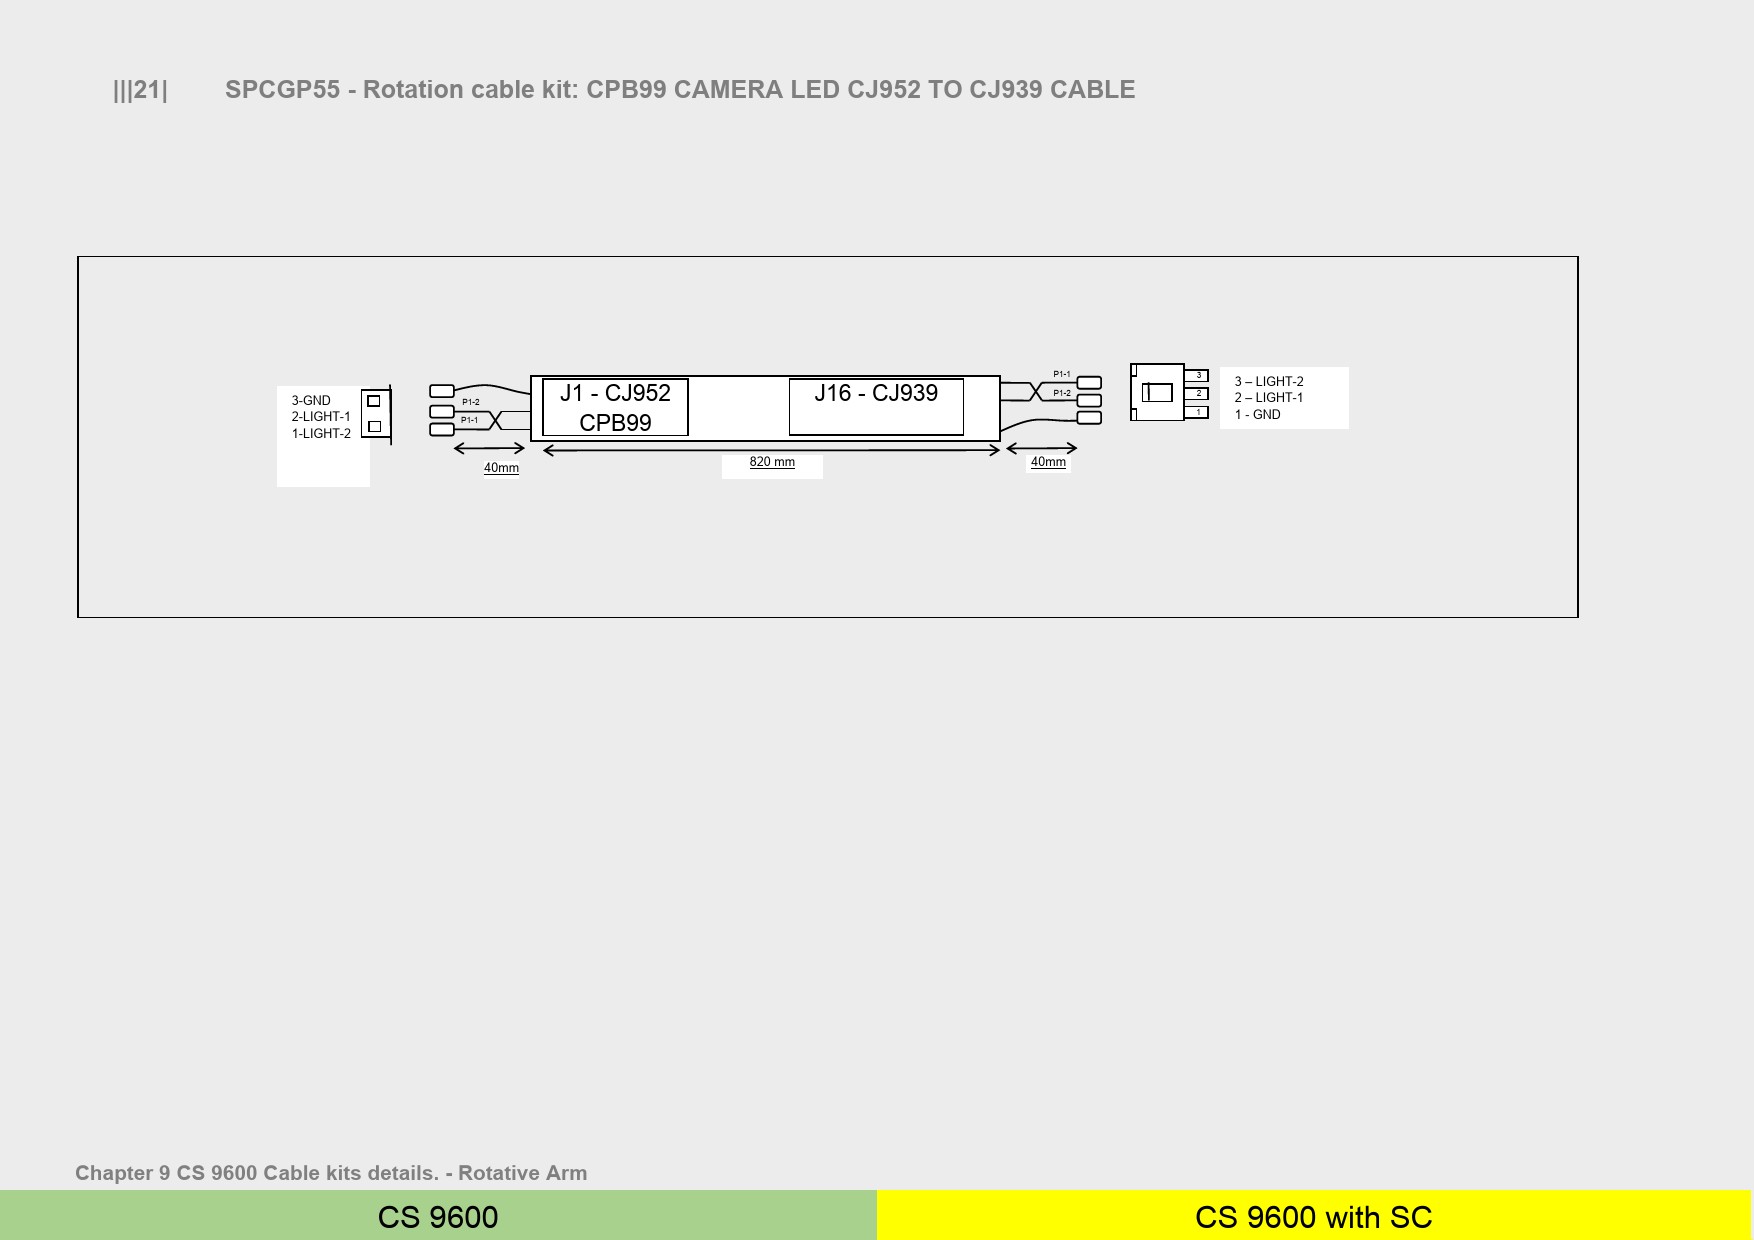 |||21| SPCGP55 - Rotation cable kit: CPB99 CAMERA LED CJ952 TO CJ939 CABLE
3-GND
2-LIGHT-1
1-LIGHT-2
P1-2
P1-1
40mm
J1 - CJ952
CPB99
J16 - CJ939
820 mm
P1-1
P1-2
40mm
3
2
1
3 – LIGHT-2
2 – LIGHT-1
1 - GND
Chapter 9 CS 9600 Cable kits details. - Rotative Arm
CS 9600
CS 9600 with SC